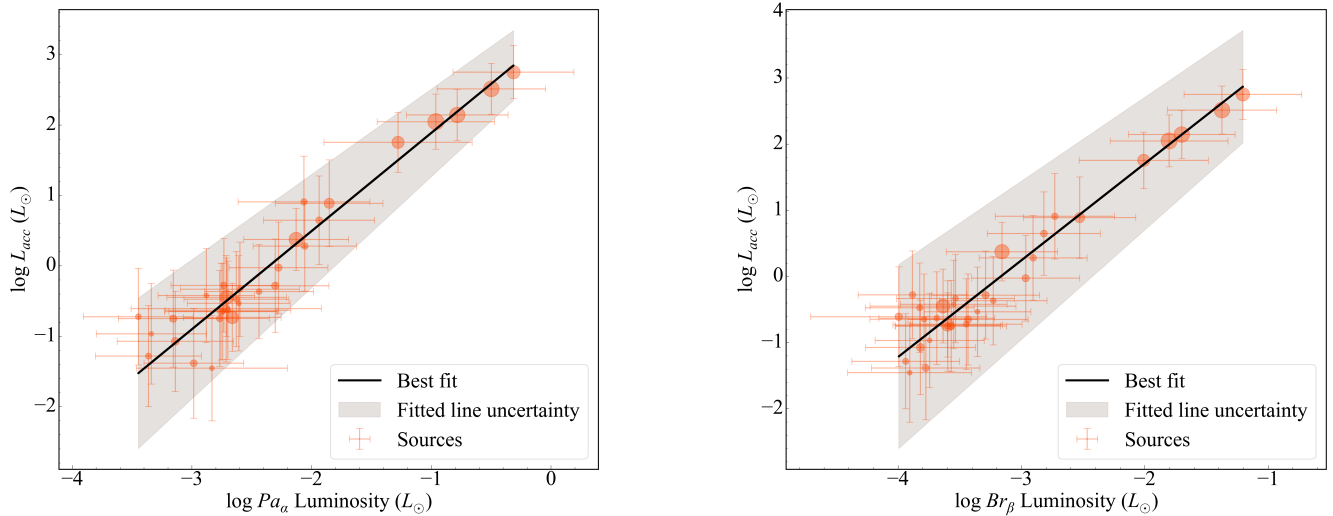 3
2
1
0
−1
−2
−4
−3
−2
−1
0
log L_acc (L_⊙)
log Pa_α Luminosity (L_⊙)
Best fit
Fitted line uncertainty
Sources
4
3
2
1
0
−1
−2
−4
−3
−2
−1
log L_acc (L_⊙)
log Br_β Luminosity (L_⊙)
Best fit
Fitted line uncertainty
Sources